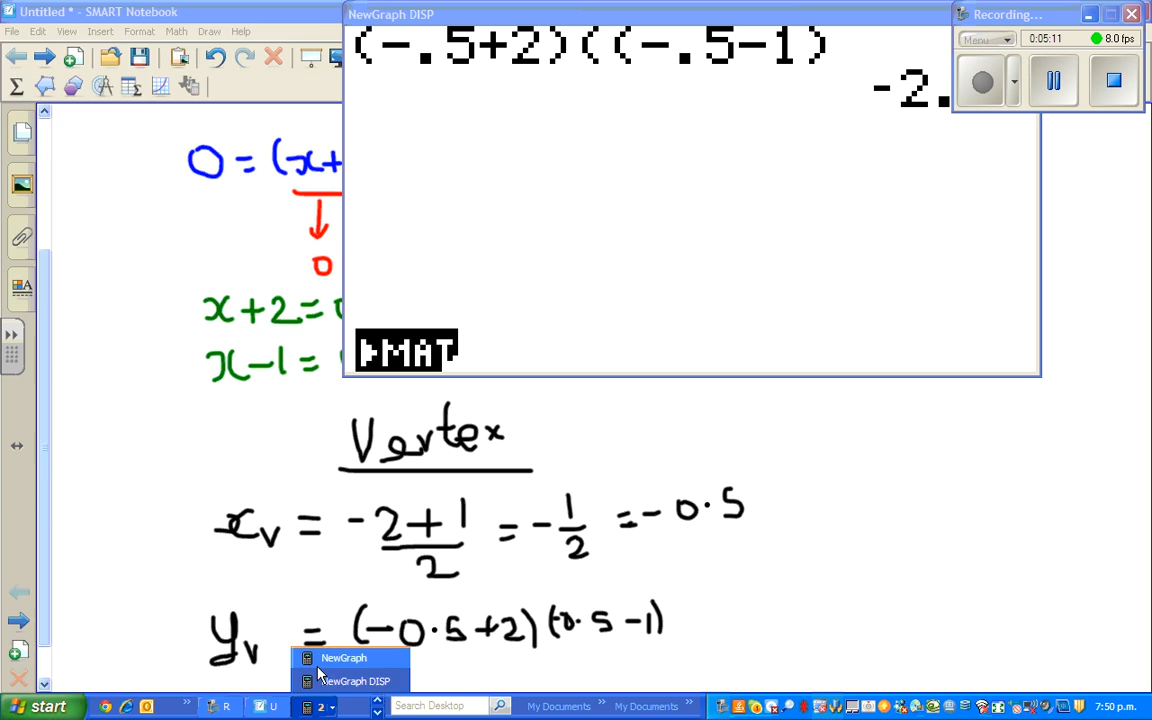 Untitled * - SMART Notebook
NewGraph DISP
Recording...
File Edit View Insert Format Math Draw Help
Menu
0:05:11
8.0 fps
(-.5+2)((-.5-1)
-2.
0 = (x+
↓
0
x+2=
x-1=
▶MAT
Vertex
xv = -2+1/2 = -1/2 = -0.5
yv = (-0.5+2)(-0.5-1)
NewGraph
NewGraph DISP
start
R
U
2
Search Desktop
My Documents
My Documents
7:50 p.m.